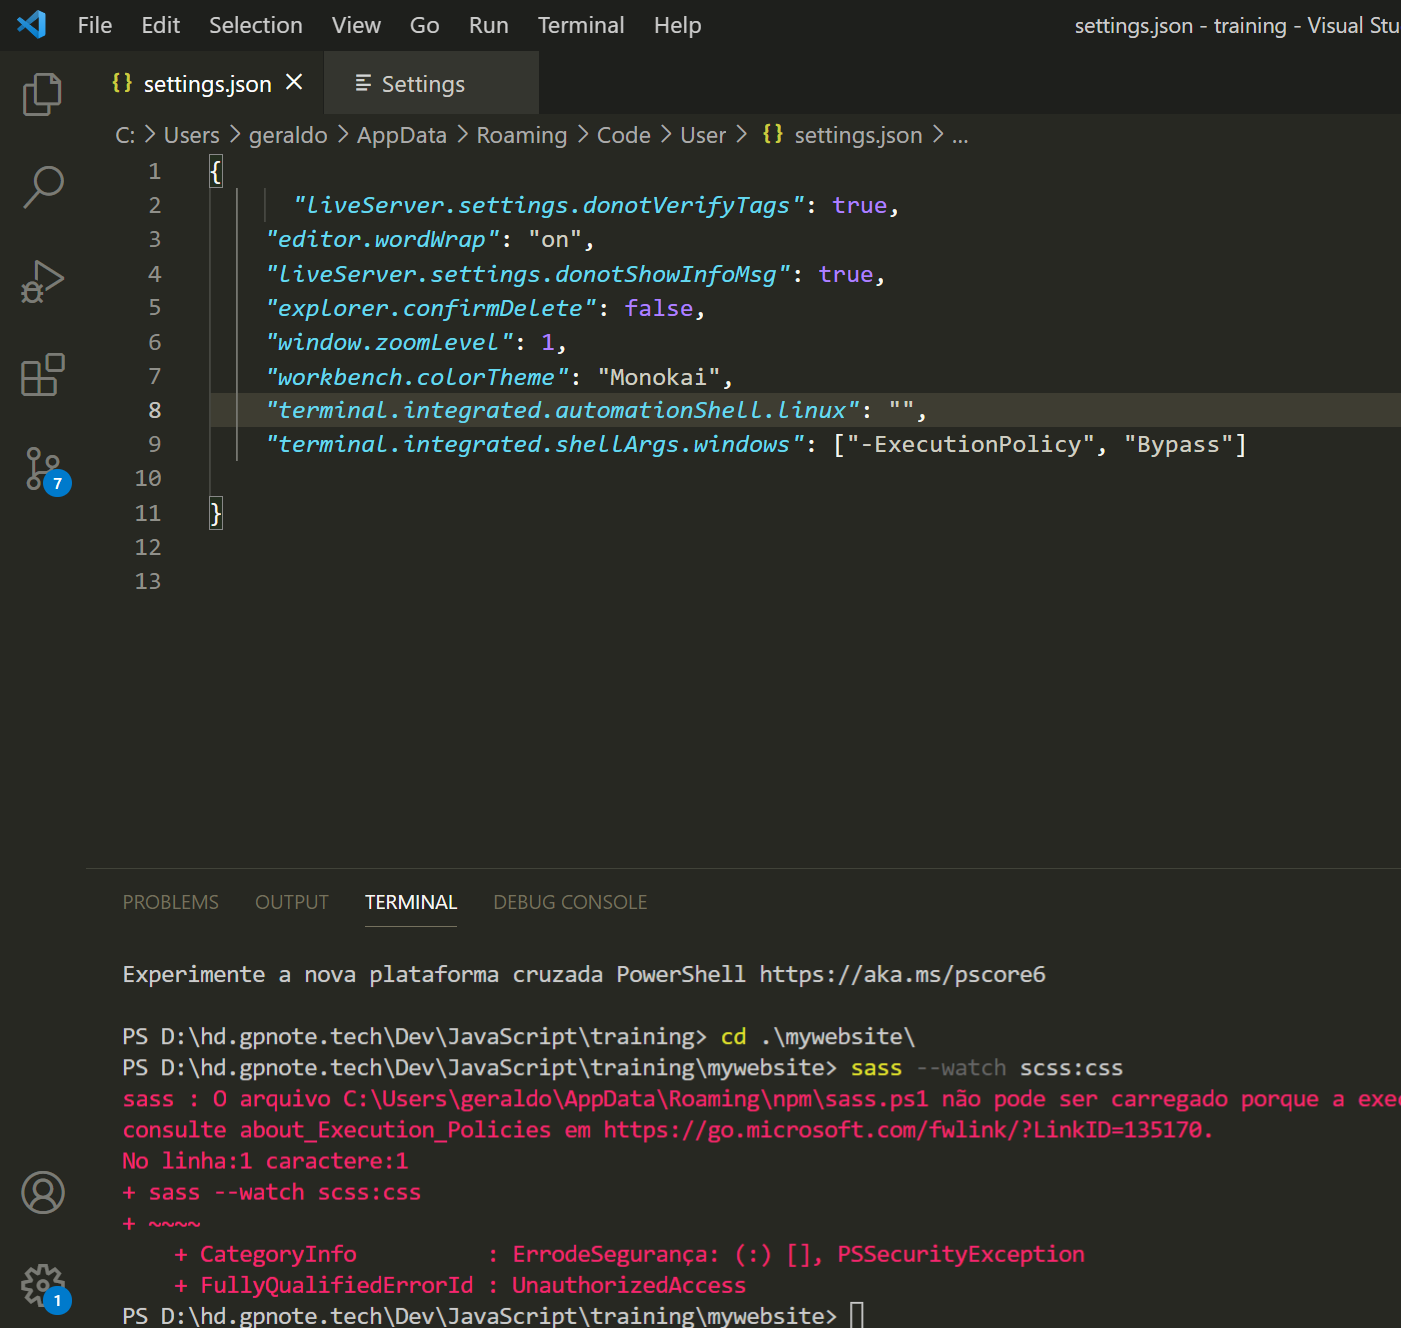 File Edit Selection View Go Run Terminal Help settings.json - training - Visual Stu
{} settings.json × Settings
C: > Users > geraldo > AppData > Roaming > Code > User > {} settings.json > ...
1 {
2 "liveServer.settings.donotVerifyTags": true,
3 "editor.wordWrap": "on",
4 "liveServer.settings.donotShowInfoMsg": true,
5 "explorer.confirmDelete": false,
6 "window.zoomLevel": 1,
7 "workbench.colorTheme": "Monokai",
8 "terminal.integrated.automationShell.linux": "",
9 "terminal.integrated.shellArgs.windows": ["-ExecutionPolicy", "Bypass"]
10
11 }
12
13
7
PROBLEMS OUTPUT TERMINAL DEBUG CONSOLE
Experimente a nova plataforma cruzada PowerShell https://aka.ms/pscore6
PS D:\hd.gpnote.tech\Dev\JavaScript\training> cd .\mywebsite\
PS D:\hd.gpnote.tech\Dev\JavaScript\training\mywebsite> sass --watch scss:css
sass : O arquivo C:\Users\geraldo\AppData\Roaming\npm\sass.ps1 não pode ser carregado porque a exe
consulte about_Execution_Policies em https://go.microsoft.com/fwlink/?LinkID=135170.
No linha:1 caractere:1
+ sass --watch scss:css
+ ~~~~
+ CategoryInfo : ErrodeSegurança: (:) [], PSSecurityException
+ FullyQualifiedErrorId : UnauthorizedAccess
PS D:\hd.gpnote.tech\Dev\JavaScript\training\mywebsite>
1